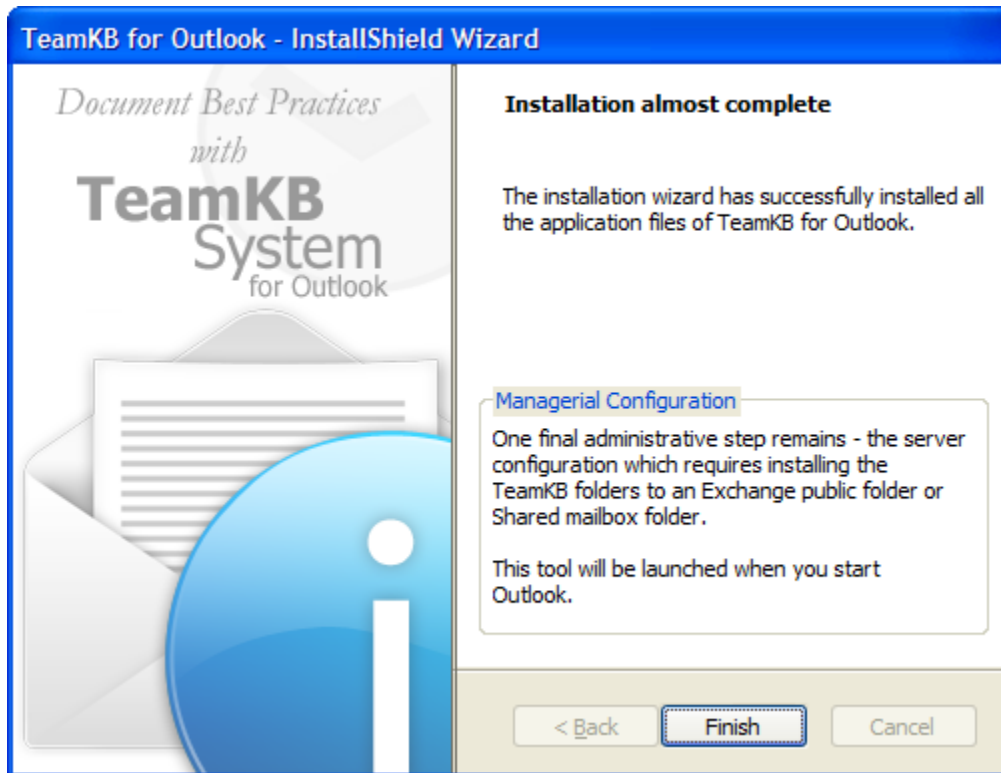 TeamKB for Outlook - InstallShield Wizard
Document Best Practices
with
TeamKB
System
for Outlook
Installation almost complete
The installation wizard has successfully installed all
the application files of TeamKB for Outlook.
Managerial Configuration
One final administrative step remains - the server
configuration which requires installing the
TeamKB folders to an Exchange public folder or
Shared mailbox folder.
This tool will be launched when you start
Outlook.
< Back
Finish
Cancel